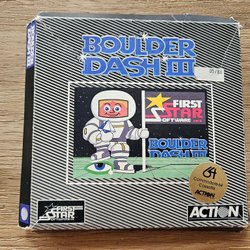 BOULDER
DASH III
FIRST
STAR
SOFTWARE
BOULDER
DASH III
64
FIRST
STAR
ACTION